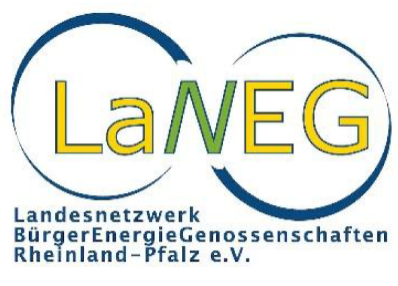 LaNEG
Landesnetzwerk
BürgerEnergieGenossenschaften
Rheinland-Pfalz e.V.